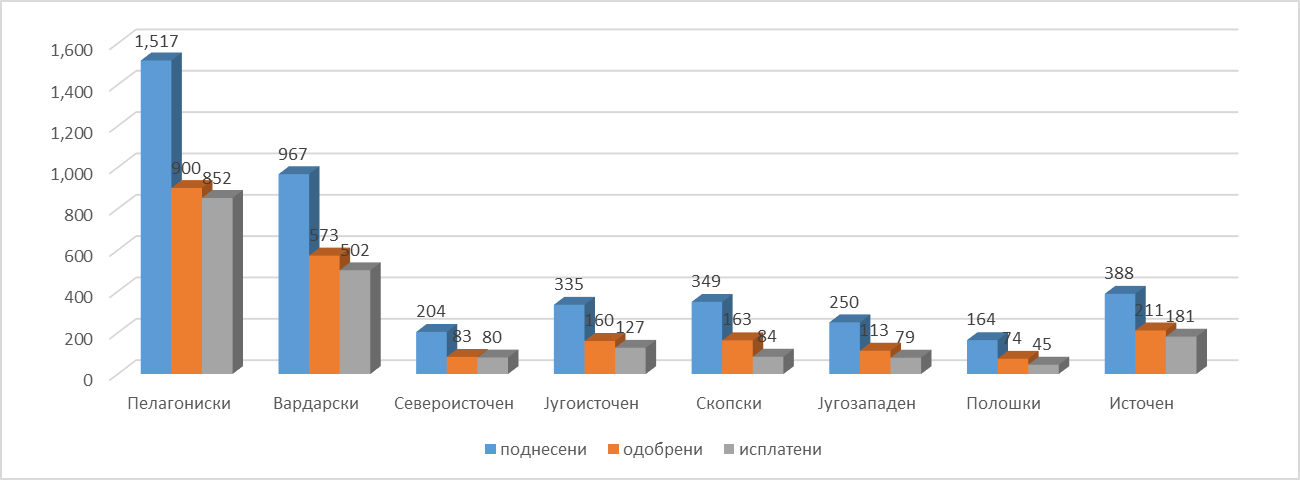 1,600
1,400
1,200
1,000
800
600
400
200
0
1,517 900 852
967 573 502
204 83 80
335 160 127
349 163 84
250 113 79
164 74 45
388 211 181
Пелагониски Вардарски Североисточен Југоисточен Скопски Југозападен Полошки Источен
поднесени одобрени исплатени